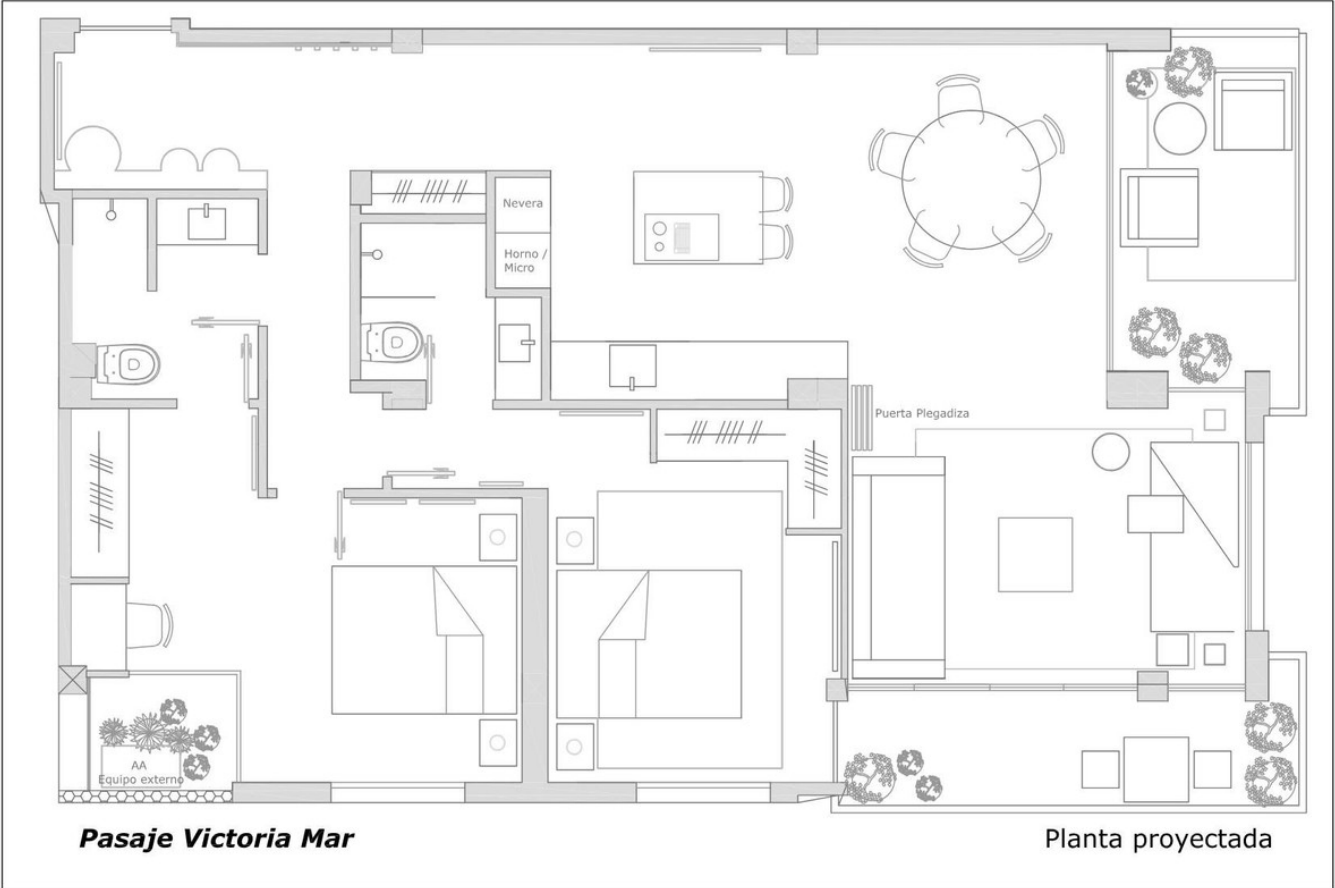 Nevera
Horno /
Micro
Puerta Plegadiza
AA
Equipo externo
Pasaje Victoria Mar
Planta proyectada